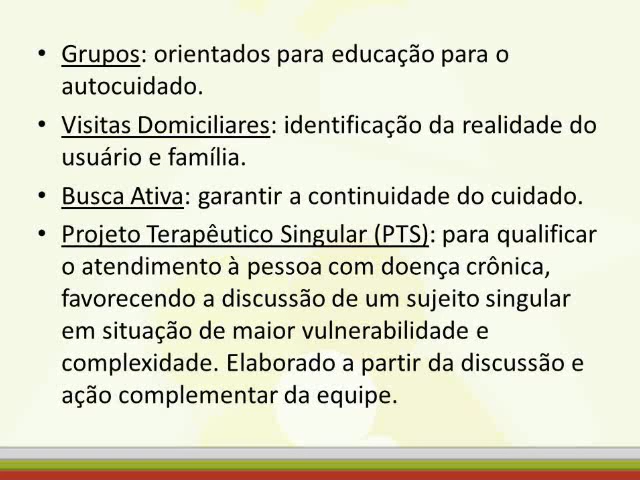 • Grupos: orientados para educação para o
autocuidado.
• Visitas Domiciliares: identificação da realidade do
usuário e família.
• Busca Ativa: garantir a continuidade do cuidado.
• Projeto Terapêutico Singular (PTS): para qualificar
o atendimento à pessoa com doença crônica,
favorecendo a discussão de um sujeito singular
em situação de maior vulnerabilidade e
complexidade. Elaborado a partir da discussão e
ação complementar da equipe.